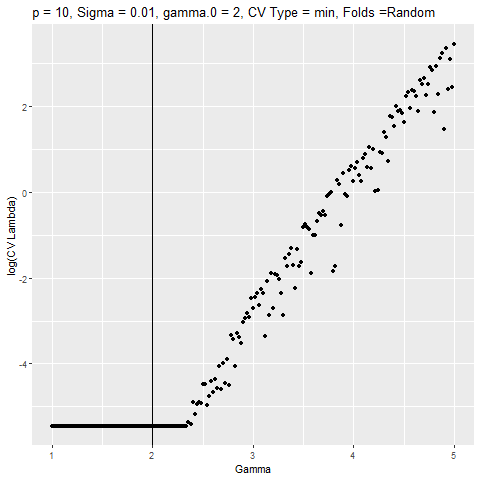 p = 10, Sigma = 0.01, gamma.0 = 2, CV Type = min, Folds =Random
log(CV Lambda)
2
0
-2
-4
1 2 3 4 5
Gamma